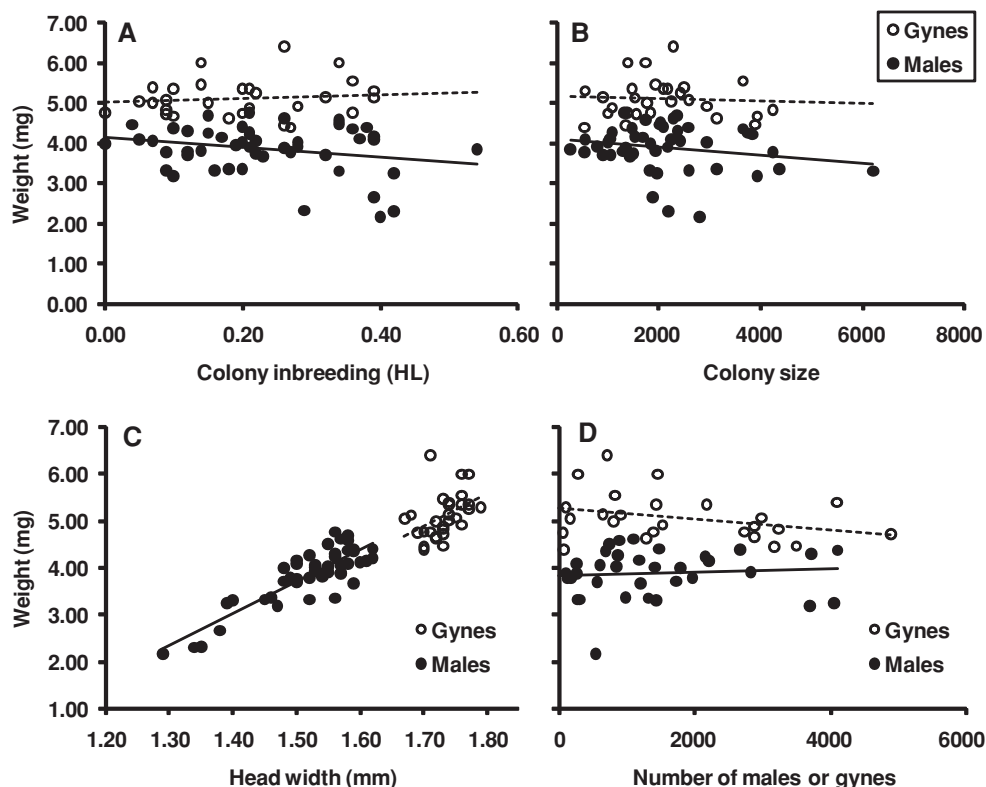 A
7.00
6.00
5.00
4.00
3.00
2.00
1.00
0.00
Weight (mg)
0.00
0.20
0.40
0.60
Colony inbreeding (HL)
B
Gynes
Males
0
2000
4000
6000
8000
Colony size
C
7.00
6.00
5.00
4.00
3.00
2.00
1.00
Weight (mg)
Gynes
Males
1.20
1.30
1.40
1.50
1.60
1.70
1.80
Head width (mm)
D
Gynes
Males
0
2000
4000
6000
Number of males or gynes